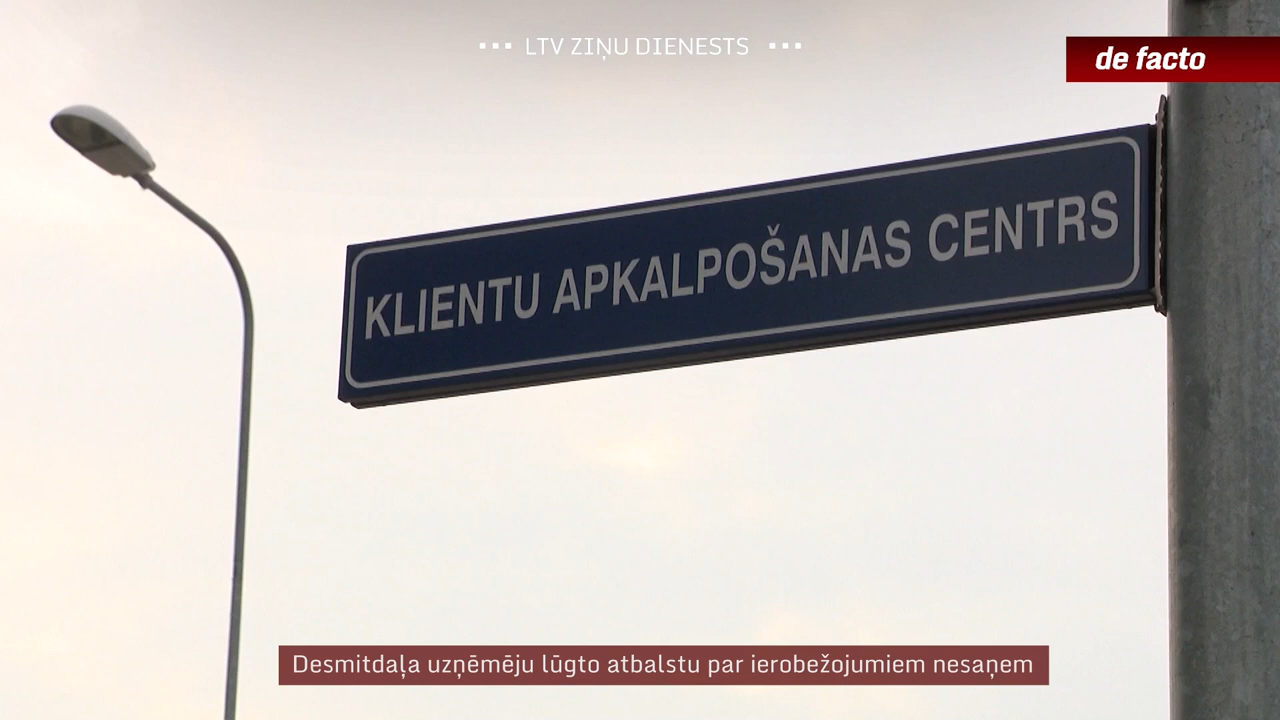 LTV ZIŅU DIENESTS
de facto
KLIENTU APKALPOŠANAS CENTRS
Desmitdaļa uzņēmēju lūgto atbalstu par ierobežojumiem nesaņem